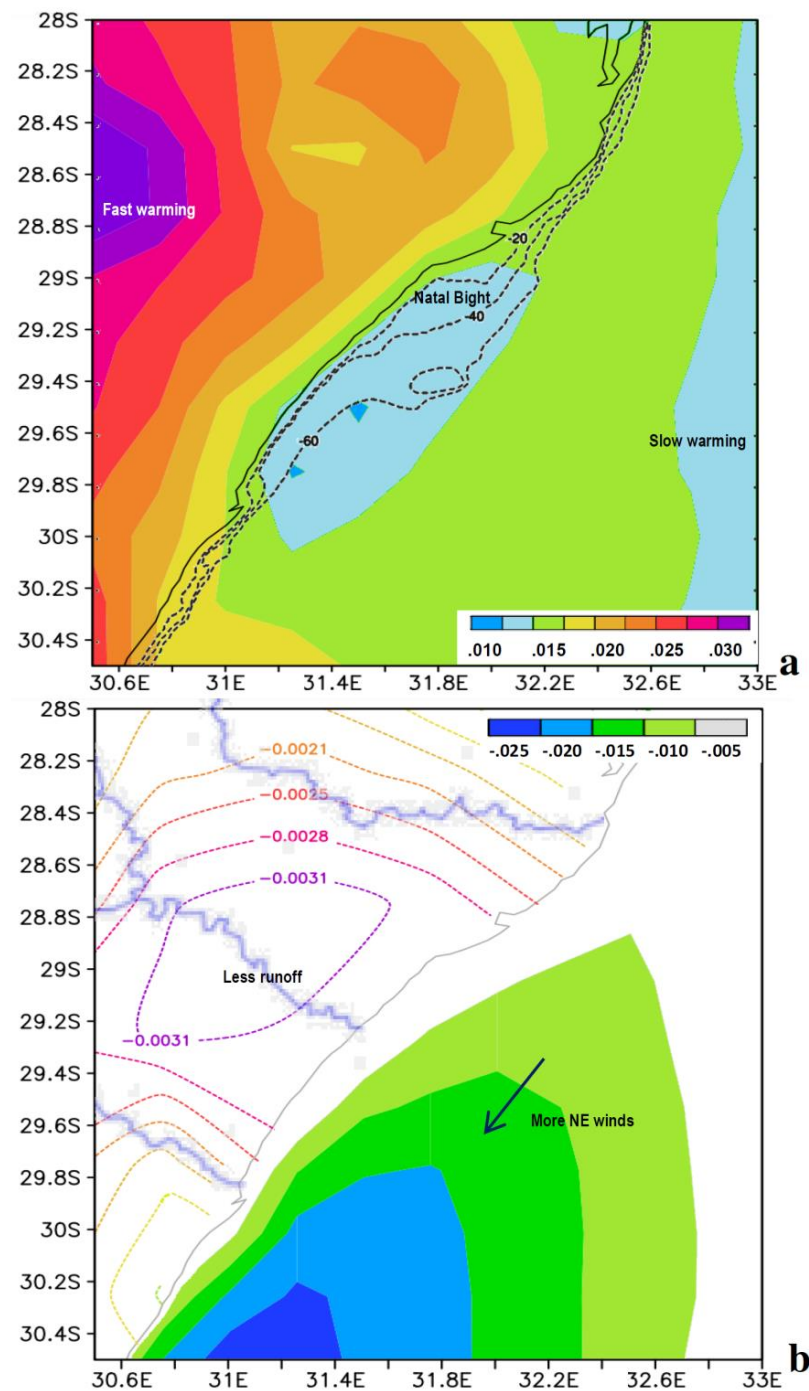 28S
28.2S
28.4S
28.6S
28.8S
29S
29.2S
29.4S
29.6S
29.8S
30S
30.2S
30.4S
Fast warming
-20
Natal Bight
-40
-60
Slow warming
.010 .015 .020 .025 .030
30.6E 31E 31.4E 31.8E 32.2E 32.6E 33E
a
28S
28.2S
28.4S
28.6S
28.8S
29S
29.2S
29.4S
29.6S
29.8S
30S
30.2S
30.4S
-.025 -.020 -.015 -.010 -.005
−0.0021
−0.0025
−0.0028
−0.0031
Less runoff
−0.0031
More NE winds
30.6E 31E 31.4E 31.8E 32.2E 32.6E 33E
b